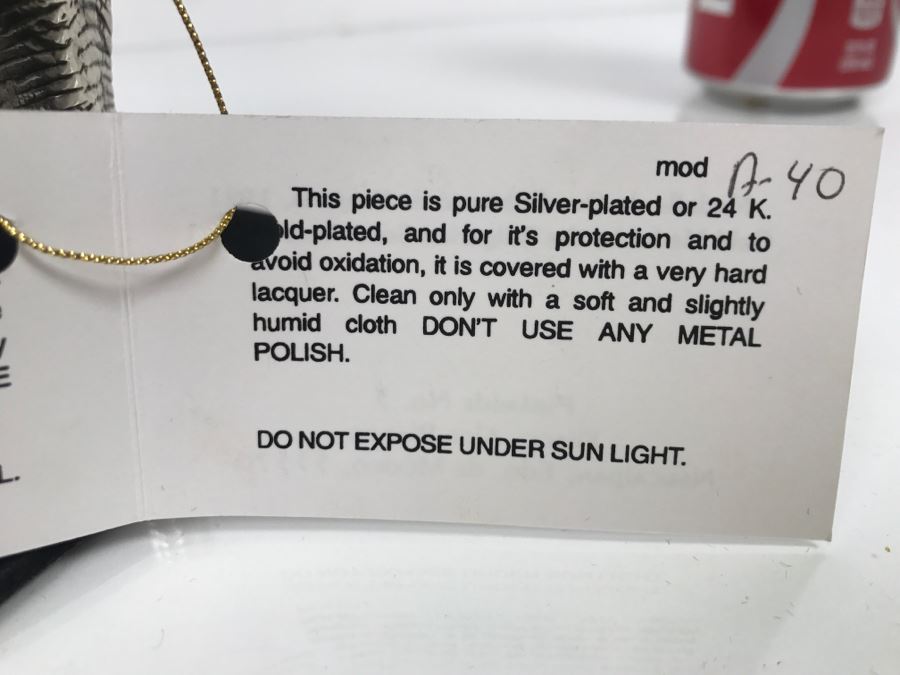 mod A-40
This piece is pure Silver-plated or 24 K.
ld-plated, and for it's protection and to
avoid oxidation, it is covered with a very hard
lacquer. Clean only with a soft and slightly
humid cloth DON'T USE ANY METAL
POLISH.
DO NOT EXPOSE UNDER SUN LIGHT.